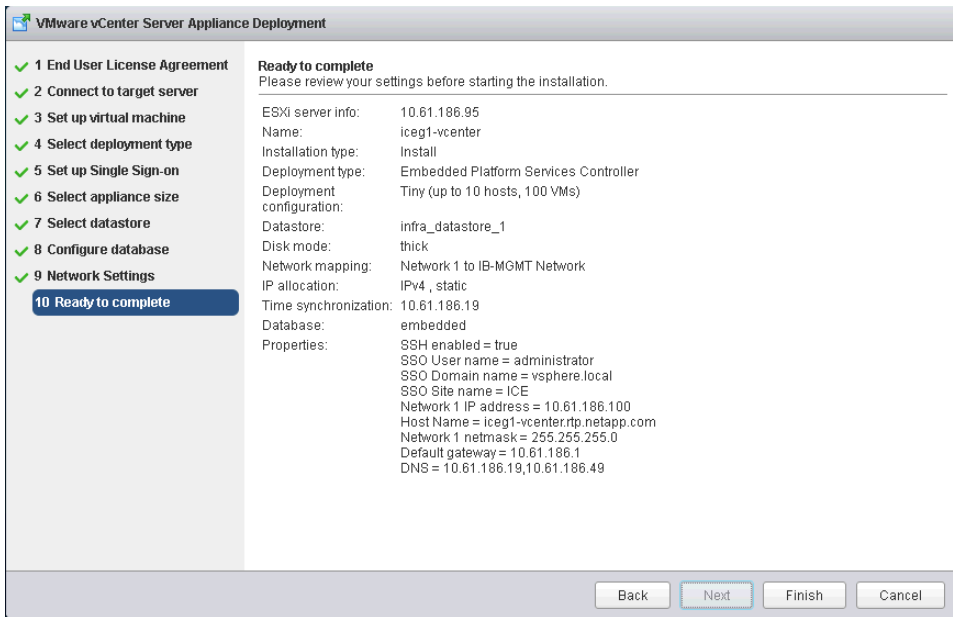 VMware vCenter Server Appliance Deployment
1 End User License Agreement
2 Connect to target server
3 Set up virtual machine
4 Select deployment type
5 Set up Single Sign-on
6 Select appliance size
7 Select datastore
8 Configure database
9 Network Settings
10 Ready to complete
Ready to complete
Please review your settings before starting the installation.
ESXi server info: 10.61.186.95
Name: iceg1-vcenter
Installation type: Install
Deployment type: Embedded Platform Services Controller
Deployment Tiny (up to 10 hosts, 100 VMs)
configuration:
Datastore: infra_datastore_1
Disk mode: thick
Network mapping: Network 1 to IB-MGMT Network
IP allocation: IPv4 , static
Time synchronization: 10.61.186.19
Database: embedded
Properties: SSH enabled = true
SSO User name = administrator
SSO Domain name = vsphere.local
SSO Site name = ICE
Network 1 IP address = 10.61.186.100
Host Name = iceg1-vcenter.rtp.netapp.com
Network 1 netmask = 255.255.255.0
Default gateway = 10.61.186.1
DNS = 10.61.186.19,10.61.186.49
Back Next Finish Cancel